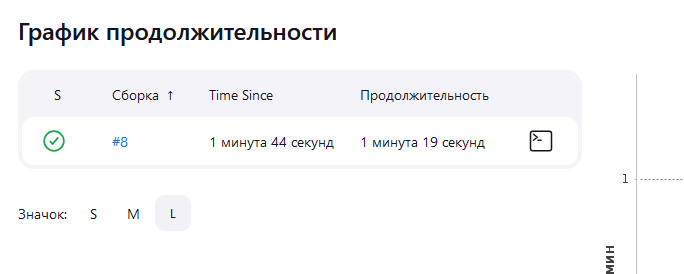 График продолжительности
S Сборка ↑ Time Since Продолжительность
#8 1 минута 44 секунд 1 минута 19 секунд
Значок: S M L
1
мин